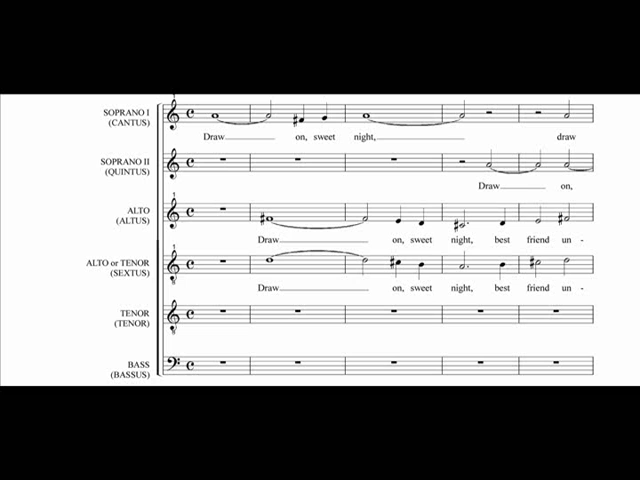 SOPRANO I
(CANTUS)
Draw on, sweet night, draw
SOPRANO II
(QUINTUS)
Draw on,
ALTO
(ALTUS)
Draw on, sweet night, best friend un -
ALTO or TENOR
(SEXTUS)
Draw on, sweet night, best friend un -
TENOR
(TENOR)
BASS
(BASSUS)